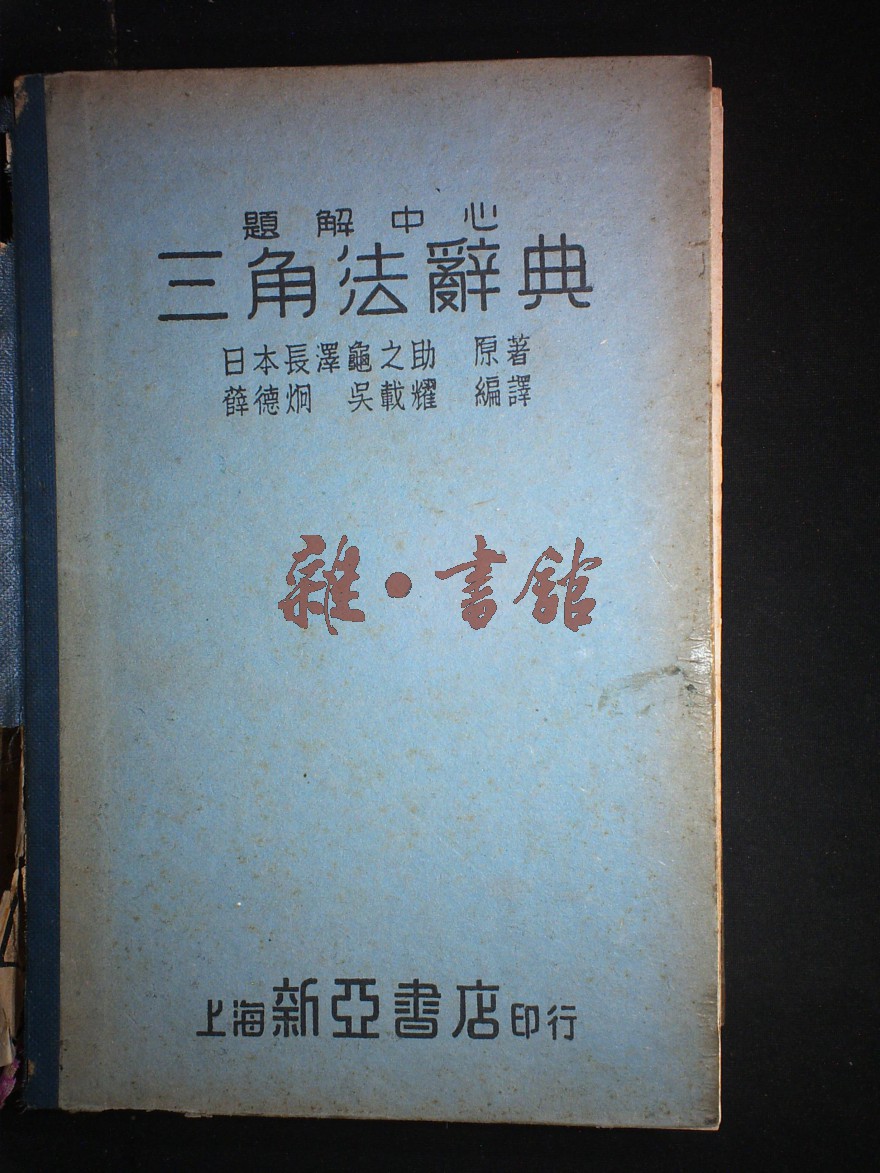 題解中心
三角法辭典
日本長澤龜之助 原著
薛德炯 吳載耀 編譯
雜·書館
上海新亞書店印行